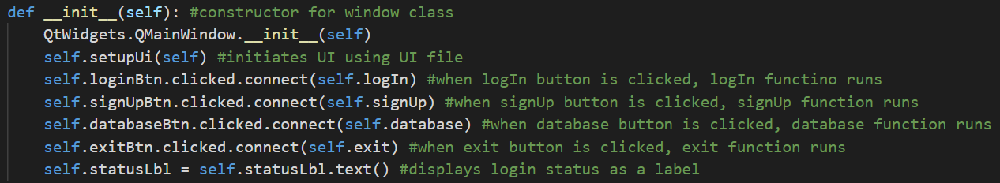 def __init__(self): #constructor for window class
QtWidgets.QMainWindow.__init__(self)
self.setupUi(self) #initiates UI using UI file
self.loginBtn.clicked.connect(self.logIn) #when logIn button is clicked, logIn functino runs
self.signUpBtn.clicked.connect(self.signUp) #when signUp button is clicked, signUp function runs
self.databaseBtn.clicked.connect(self.database) #when database button is clicked, database function runs
self.exitBtn.clicked.connect(self.exit) #when exit button is clicked, exit function runs
self.statusLbl = self.statusLbl.text() #displays login status as a label